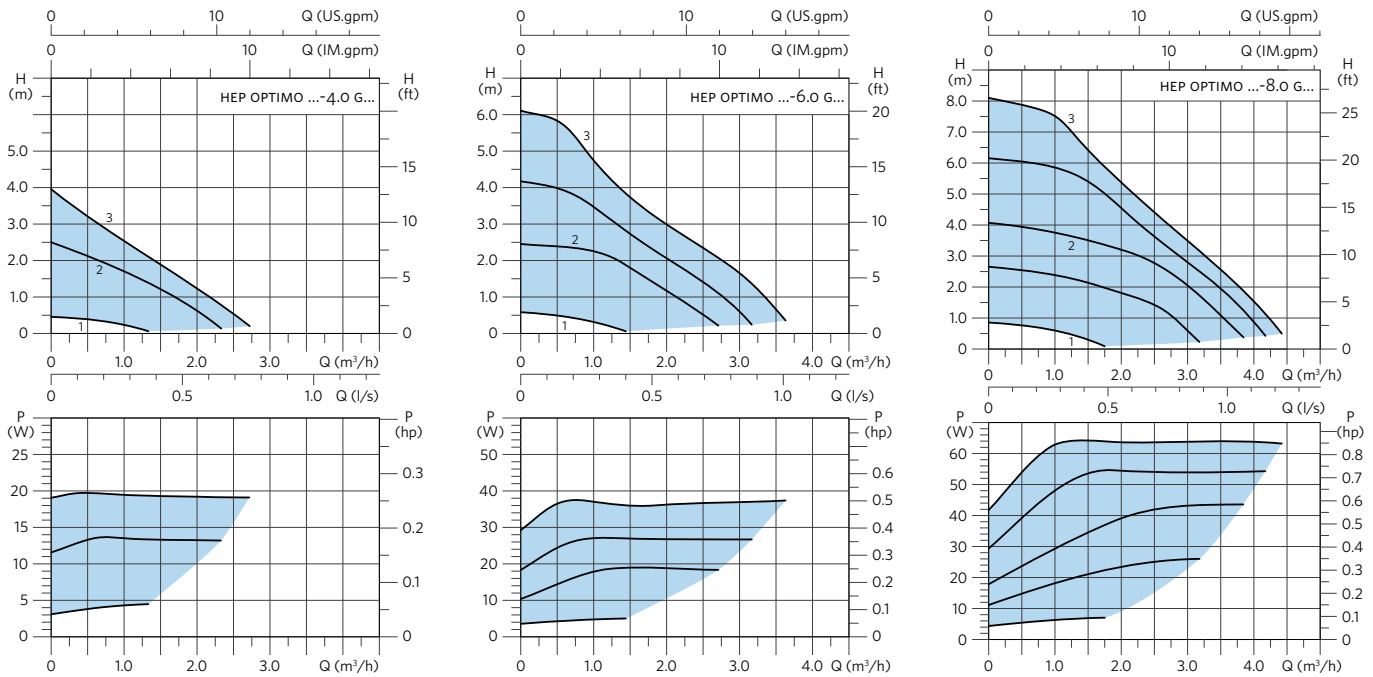 0 10 Q (US.gpm)
0 10 Q (IM.gpm)
H (m) H (ft)
HEP OPTIMO ...-4.0 G...
5.0 15
4.0
3.0 3 10
2.0 2 5
1.0 1
0 0
0 1.0 2.0 3.0 Q (m³/h)
0 0.5 1.0 Q (l/s)
P (W) P (hp)
25
20 0.3
15 0.2
10 0.1
5
0 0
0 1.0 2.0 3.0 Q (m³/h)
0 10 Q (US.gpm)
0 10 Q (IM.gpm)
H (m) H (ft)
HEP OPTIMO ...-6.0 G...
6.0 20
5.0 3 15
4.0
3.0 10
2.0 2 5
1.0 1
0 0
0 1.0 2.0 3.0 4.0 Q (m³/h)
0 0.5 1.0 Q (l/s)
P (W) P (hp)
50 0.6
40 0.5
30 0.4
20 0.3
10 0.2
0 0.1
0
0 1.0 2.0 3.0 4.0 Q (m³/h)
0 10 Q (US.gpm)
0 10 Q (IM.gpm)
H (m) H (ft)
HEP OPTIMO ...-8.0 G...
8.0 25
7.0 3
6.0 20
5.0 15
4.0
3.0 2 10
2.0 5
1.0 1
0 0
0 1.0 2.0 3.0 4.0 Q (m³/h)
0 0.5 1.0 Q (l/s)
P (W) P (hp)
60 0.8
50 0.7
40 0.6
30 0.5
20 0.4
10 0.3
0 0.2
0.1
0
0 1.0 2.0 3.0 4.0 Q (m³/h)